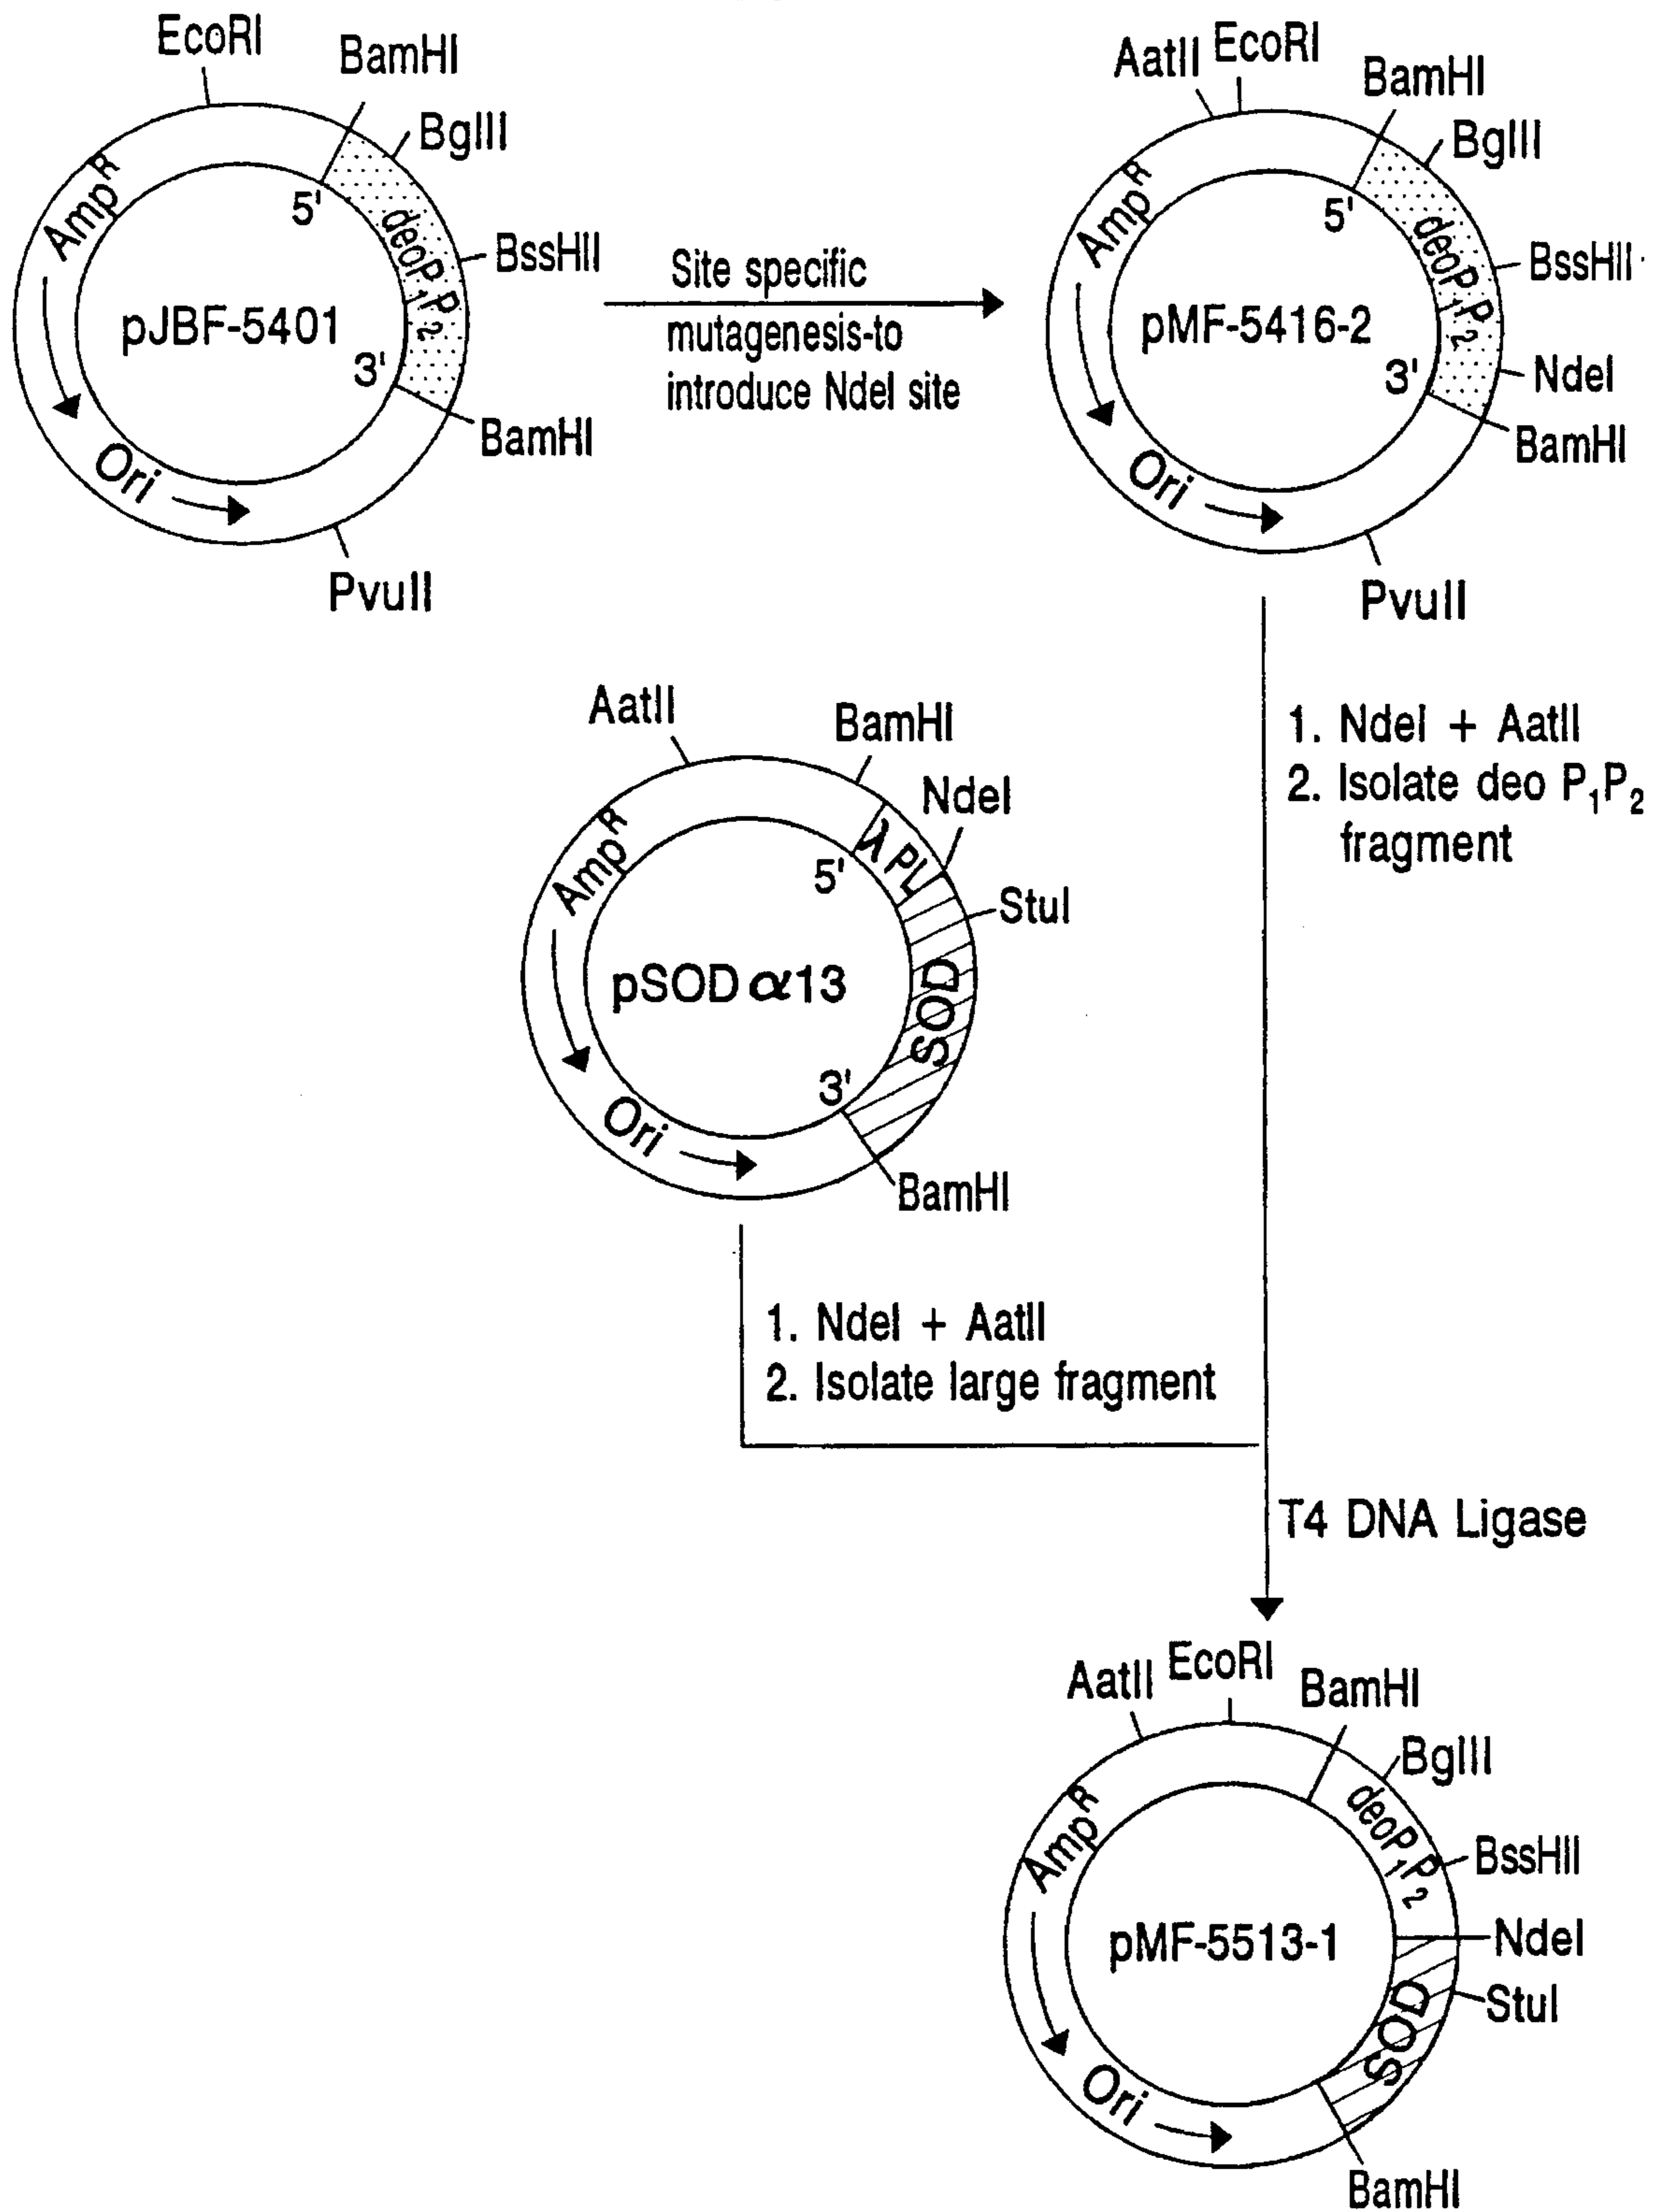 EcoRI
BamHI
BglII
AmpR
5'
deoP1P2
BssHII
pJBF-5401
3'
BamHI
Ori
PvuII
Site specific
mutagenesis-to
introduce NdeI site
AatII EcoRI
BamHI
BglII
AmpR
5'
deoP1P2
BssHII
pMF-5416-2
NdeI
3'
BamHI
Ori
PvuII
1. NdeI + AatII
2. Isolate deo P1P2
fragment
AatII
BamHI
NdeI
AmpR
λ PL
5'
StuI
pSOD α13
SOD
3'
Ori
BamHI
1. NdeI + AatII
2. Isolate large fragment
T4 DNA Ligase
AatII EcoRI
BamHI
BglII
AmpR
deoP1P2
BssHII
pMF-5513-1
NdeI
StuI
SOD
Ori
BamHI